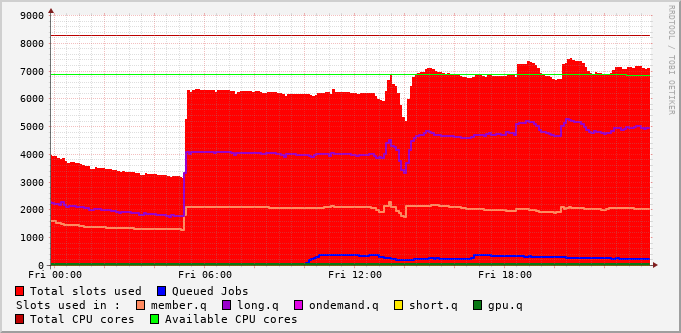 9000
8000
7000
6000
5000
4000
3000
2000
1000
0
Fri 00:00 Fri 06:00 Fri 12:00 Fri 18:00
RRDTOOL / TOBI OETIKER
Total slots used Queued Jobs
Slots used in : member.q long.q ondemand.q short.q gpu.q
Total CPU cores Available CPU cores